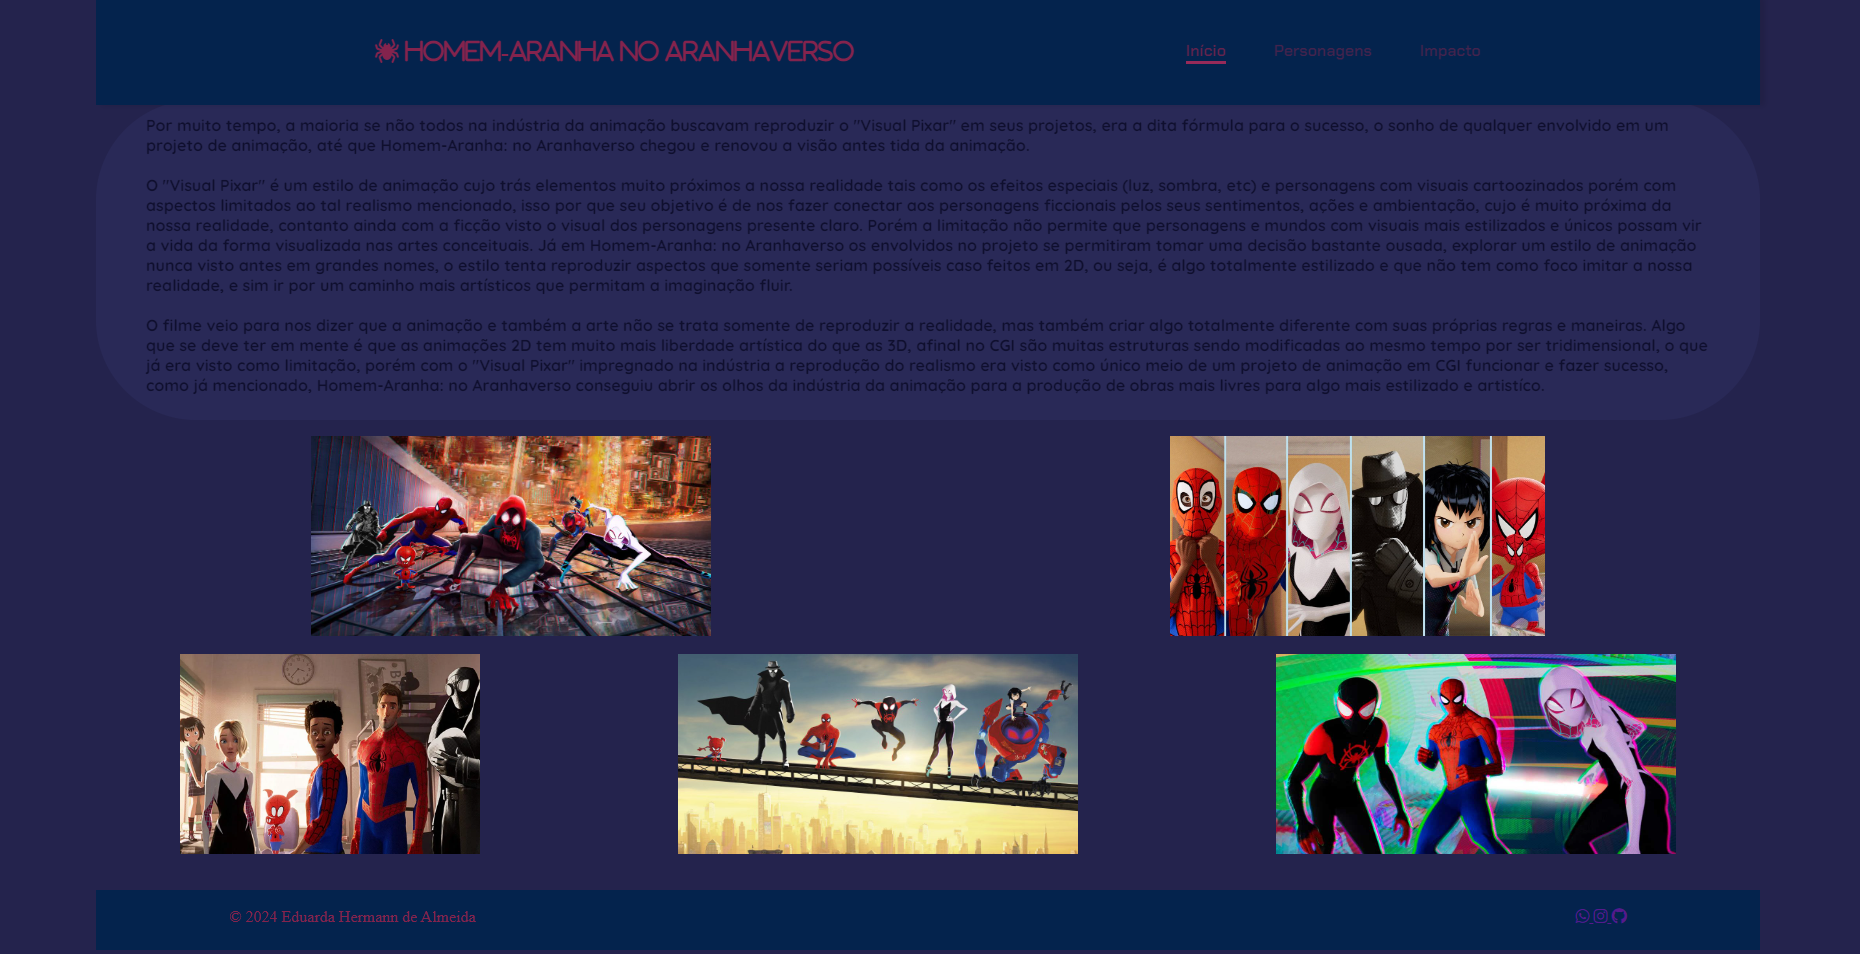 HOMEM-ARANHA NO ARANHAVERSO
Início Personagens Impacto
Por muito tempo, a maioria se não todos na indústria da animação buscavam reproduzir o "Visual Pixar" em seus projetos, era a dita fórmula para o sucesso, o sonho de qualquer envolvido em um
projeto de animação, até que Homem-Aranha: no Aranhaverso chegou e renovou a visão antes tida da animação.
O "Visual Pixar" é um estilo de animação cujo trás elementos muito próximos a nossa realidade tais como os efeitos especiais (luz, sombra, etc) e personagens com visuais cartoozinados porém com
aspectos limitados ao tal realismo mencionado, isso por que seu objetivo é de nos fazer conectar aos personagens ficcionais pelos seus sentimentos, ações e ambientação, cujo é muito próxima da
nossa realidade, contanto ainda com a ficção visto o visual dos personagens presente claro. Porém a limitação não permite que personagens e mundos com visuais mais estilizados e únicos possam vir
a vida da forma visualizada nas artes conceituais. Já em Homem-Aranha: no Aranhaverso os envolvidos no projeto se permitiram tomar uma decisão bastante ousada, explorar um estilo de animação
nunca visto antes em grandes nomes, o estilo tenta reproduzir aspectos que somente seriam possíveis caso feitos em 2D, ou seja, é algo totalmente estilizado e que não tem como foco imitar a nossa
realidade, e sim ir por um caminho mais artísticos que permitam a imaginação fluir.
O filme veio para nos dizer que a animação e também a arte não se trata somente de reproduzir a realidade, mas também criar algo totalmente diferente com suas próprias regras e maneiras. Algo
que se deve ter em mente é que as animações 2D tem muito mais liberdade artística do que as 3D, afinal no CGI são muitas estruturas sendo modificadas ao mesmo tempo por ser tridimensional, o que
já era visto como limitação, porém com o "Visual Pixar" impregnado na indústria a reprodução do realismo era visto como único meio de um projeto de animação em CGI funcionar e fazer sucesso,
como já mencionado, Homem-Aranha: no Aranhaverso conseguiu abrir os olhos da indústria da animação para a produção de obras mais livres para algo mais estilizado e artistíco.
© 2024 Eduarda Hermann de Almeida